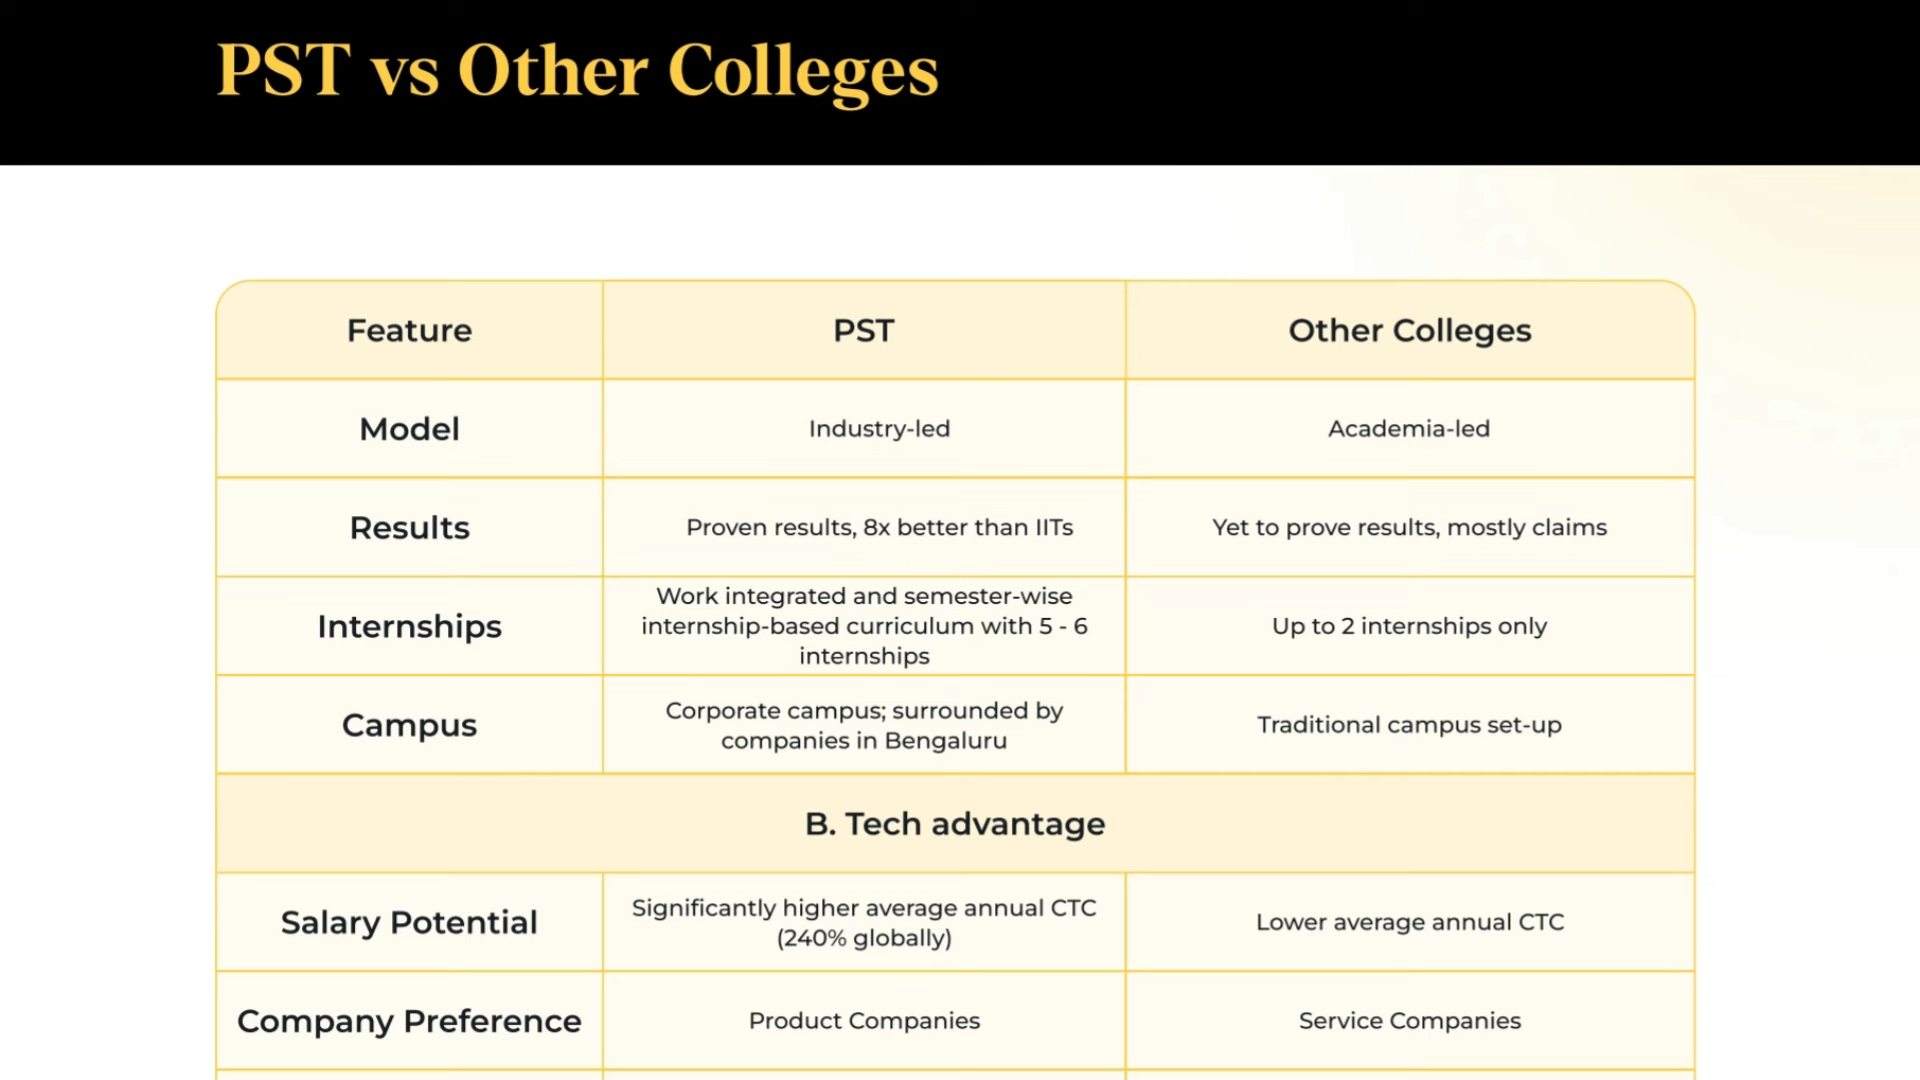 PST vs Other Colleges
Feature
PST
Other Colleges
Model
Industry-led
Academia-led
Results
Proven results, 8x better than IITs
Yet to prove results, mostly claims
Internships
Work integrated and semester-wise
internship-based curriculum with 5 - 6
internships
Up to 2 internships only
Campus
Corporate campus; surrounded by
companies in Bengaluru
Traditional campus set-up
B. Tech advantage
Salary Potential
Significantly higher average annual CTC
(240% globally)
Lower average annual CTC
Company Preference
Product Companies
Service Companies